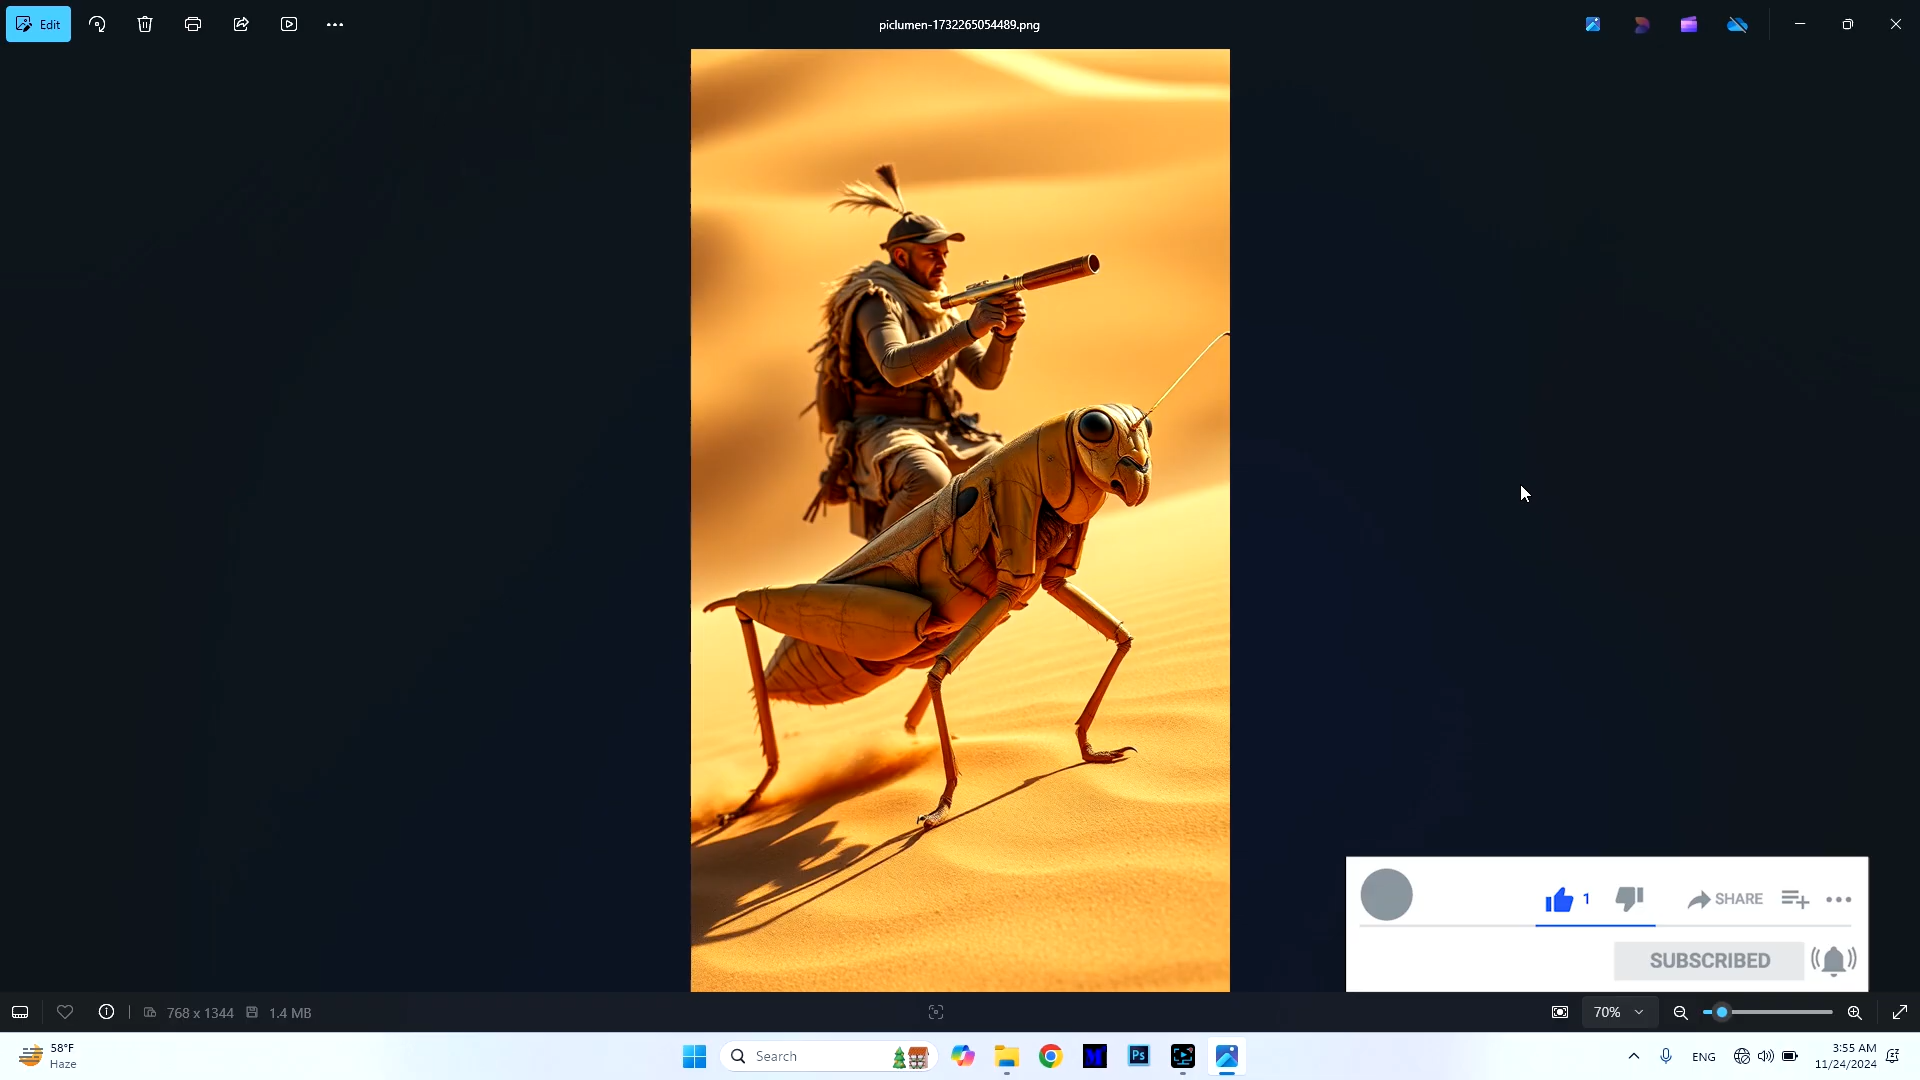 Edit
piclumen-1732265054489.png
1
SHARE
SUBSCRIBED
768 x 1344
1.4 MB
70%
58°F
Haze
Search
Ps
ENG
3:55 AM
11/24/2024